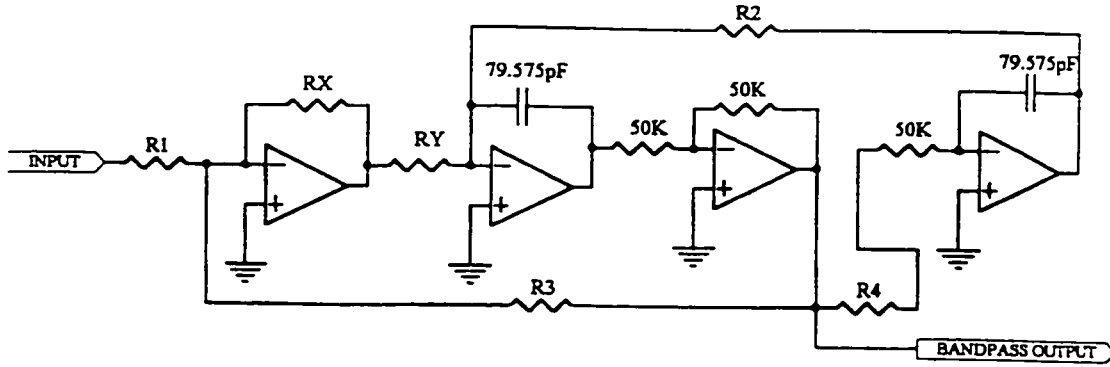 R2
79.575pF
79.575pF
RX
50K
R1
RY
50K
50K
INPUT
−
−
−
−
+
+
+
+
R3
R4
BANDPASS OUTPUT